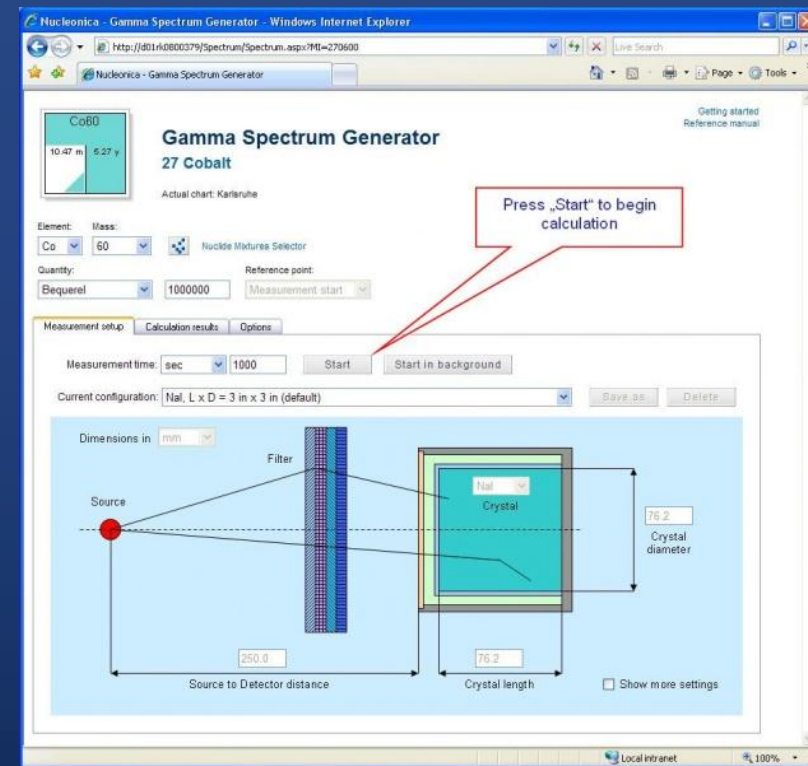 Nucleonica - Gamma Spectrum Generator - Windows Internet Explorer
http://d01rk0800379/Spectrum/Spectrum.aspx?MI=270600
Live Search
Nucleonica - Gamma Spectrum Generator
Page
Tools
Getting started
Reference manual
Co60
10.47 m
5.27 y
Gamma Spectrum Generator
27 Cobalt
Actual chart: Karlsruhe
Press „Start" to begin
calculation
Element:
Mass:
Co
60
Nuclide Mixtures Selector
Quantity:
Reference point:
Bequerel
1000000
Measurement start
Measurement setup
Calculation results
Options
Measurement time:
sec
1000
Start
Start in background
Current configuration:
NaI, L x D = 3 in x 3 in (default)
Save as
Delete
Dimensions in
mm
Filter
Source
NaI
Crystal
76.2
Crystal
diameter
250.0
76.2
Source to Detector distance
Crystal length
Show more settings
Local intranet
100%